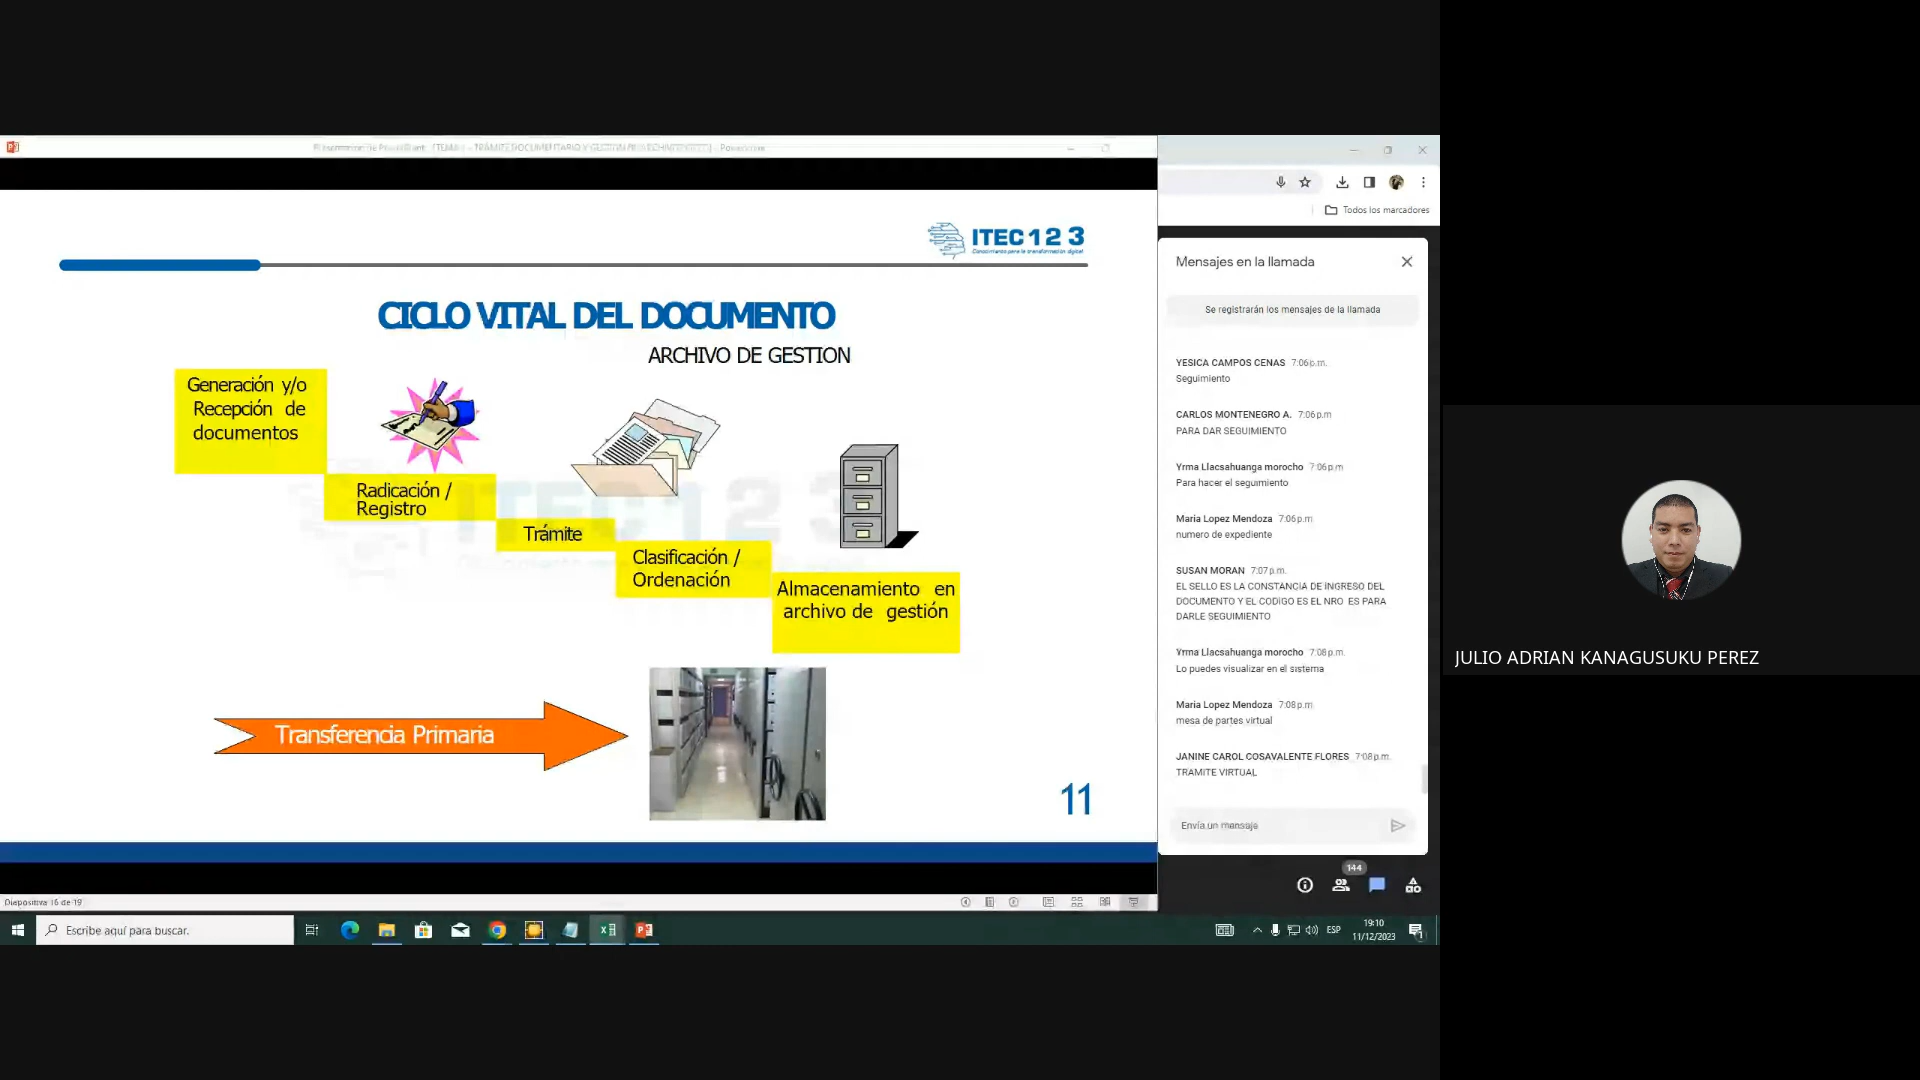 ITEC 1 2 3
Conocimiento para la transformación digital
CICLO VITAL DEL DOCUMENTO
ARCHIVO DE GESTION
Generación y/o
Recepción de
documentos
Radicación /
Registro
Trámite
Clasificación /
Ordenación
Almacenamiento en
archivo de gestión
Transferencia Primaria
11
Diapositiva 16 de 19
Todos los marcadores
Mensajes en la llamada
Se registrarán los mensajes de la llamada
YESICA CAMPOS CENAS 7:06 p.m.
Seguimiento
CARLOS MONTENEGRO A. 7:06 p.m.
PARA DAR SEGUIMIENTO
Yrma Llacsahuanga morocho 7:06 p.m.
Para hacer el seguimiento
Maria Lopez Mendoza 7:06 p.m.
numero de expediente
SUSAN MORAN 7:07 p.m.
EL SELLO ES LA CONSTANCIA DE INGRESO DEL
DOCUMENTO Y EL CODIGO ES EL NRO ES PARA
DARLE SEGUIMIENTO
Yrma Llacsahuanga morocho 7:08 p.m.
Lo puedes visualizar en el sistema
Maria Lopez Mendoza 7:08 p.m.
mesa de partes virtual
JANINE CAROL COSAVALENTE FLORES 7:08 p.m.
TRAMITE VIRTUAL
Envía un mensaje
144
Escribe aquí para buscar.
ESP
19:10
11/12/2023
JULIO ADRIAN KANAGUSUKU PEREZ